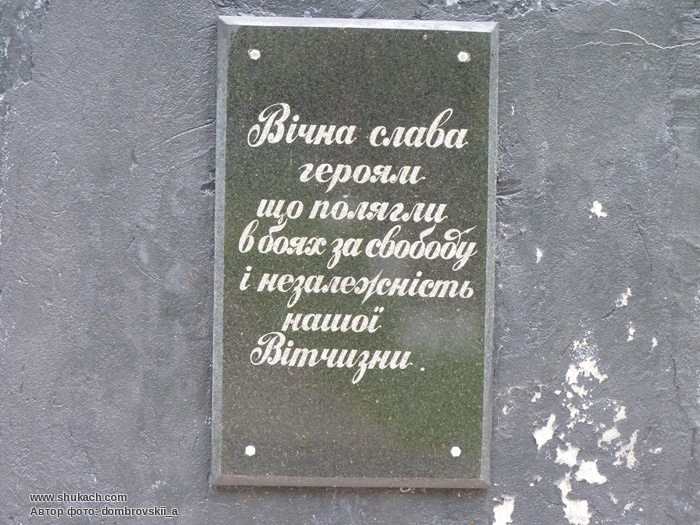 Вічна слава
героям
що полягли
в боях за свободу
і незалежність
нашої
Вітчизни.
www.shukach.com
Автор фото-dombrovskii_a